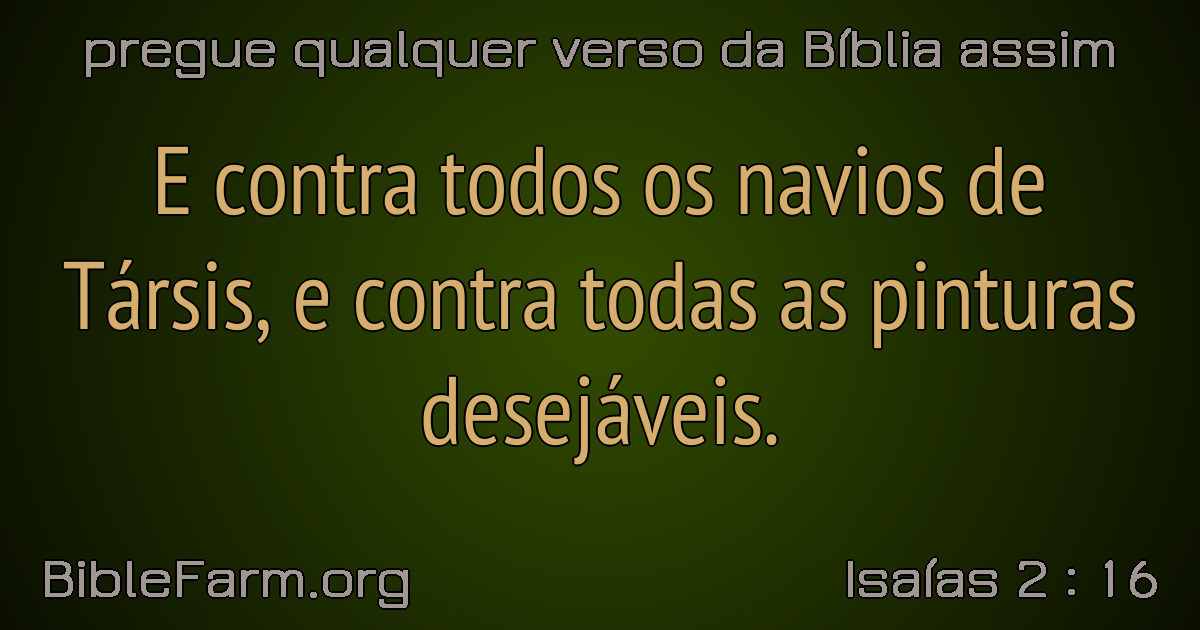 pregue qualquer verso da Bíblia assim
E contra todos os navios de
Társis, e contra todas as pinturas
desejáveis.
BibleFarm.org
Isaías 2 : 16